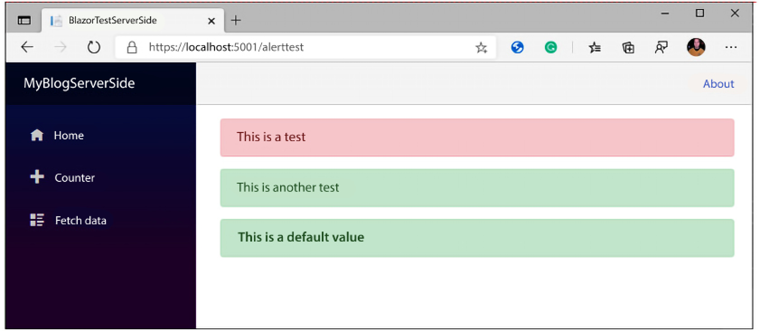 BlazorTestServerSide
https://localhost:5001/alerttest
MyBlogServerSide
About
Home
Counter
Fetch data
This is a test
This is another test
This is a default value